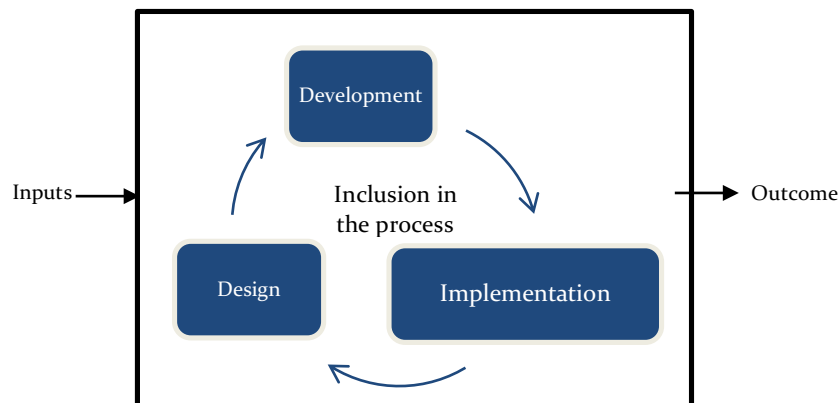 Development
Inputs
Inclusion in
the process
Outcome
Design
Implementation